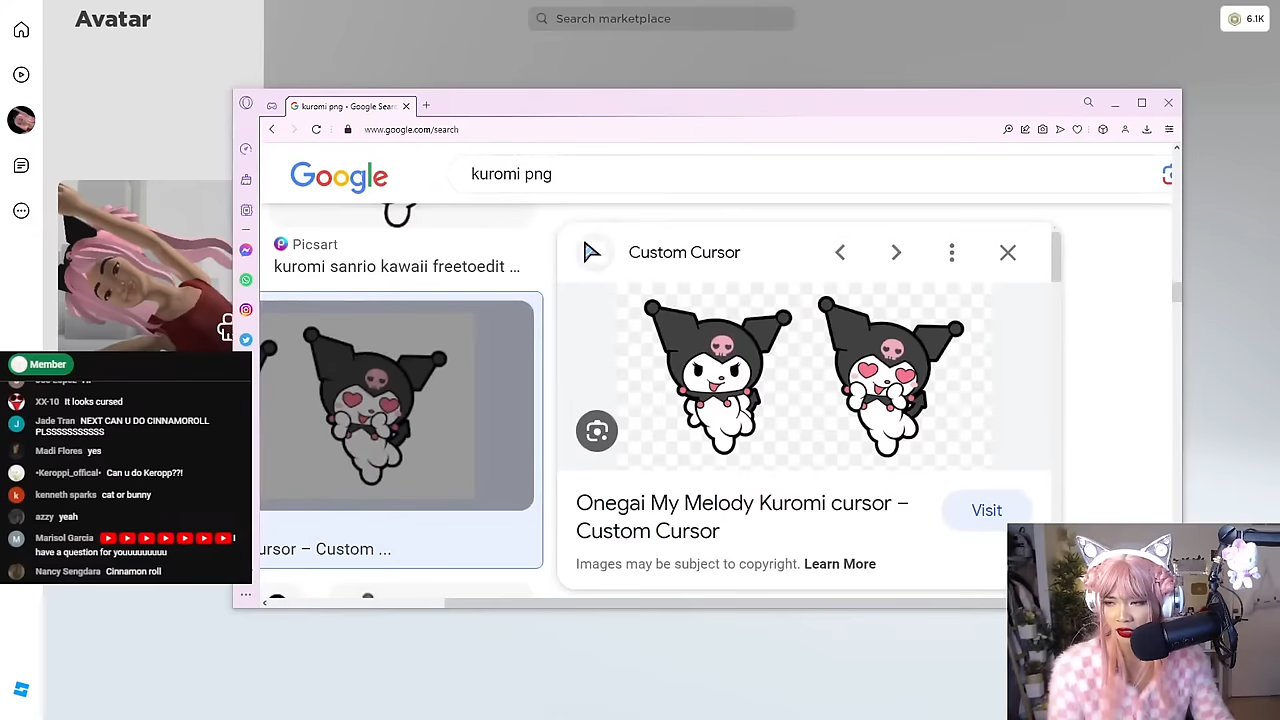 Avatar
Search marketplace
6.1K
kuromi png - Google Sear
www.google.com/search
Google
kuromi png
Picsart
kuromi sanrio kawaii freetoedit ...
ursor – Custom ...
Custom Cursor
Onegai My Melody Kuromi cursor –
Custom Cursor
Visit
Images may be subject to copyright. Learn More
Member
XX-10 It looks cursed
Jade Tran NEXT CAN U DO CINNAMOROLL
PLSSSSSSSSSS
Madi Flores yes
•Keroppi_offical• Can u do Keropp??!
kenneth sparks cat or bunny
azzy yeah
Marisol Garcia I
have a question for youuuuuuuuu
Nancy Sengdara Cinnamon roll